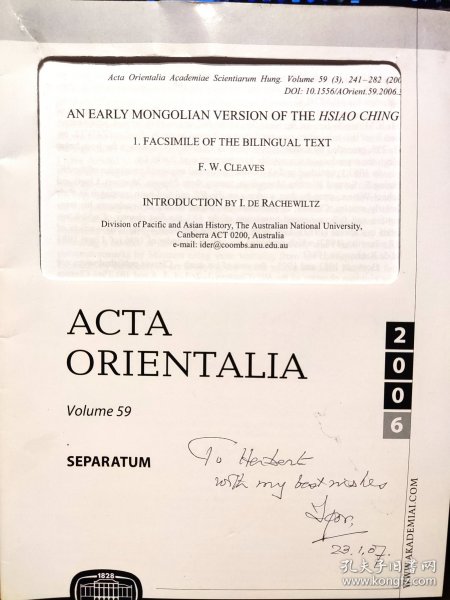 Acta Orientalia Academiae Scientiarum Hung. Volume 59 (3), 241–282 (200
DOI: 10.1556/AOrient.59.2006.3
AN EARLY MONGOLIAN VERSION OF THE HSIAO CHING
1. FACSIMILE OF THE BILINGUAL TEXT
F. W. CLEAVES
INTRODUCTION BY I. DE RACHEWILTZ
Division of Pacific and Asian History, The Australian National University,
Canberra ACT 0200, Australia
e-mail: ider@coombs.anu.edu.au
ACTA
ORIENTALIA
2006
Volume 59
SEPARATUM
To Herbert
with my best wishes
Igor,
23.1.07.
WWW.AKADEMIAI.COM
1828
孔夫子旧书网
www.kongfz.com